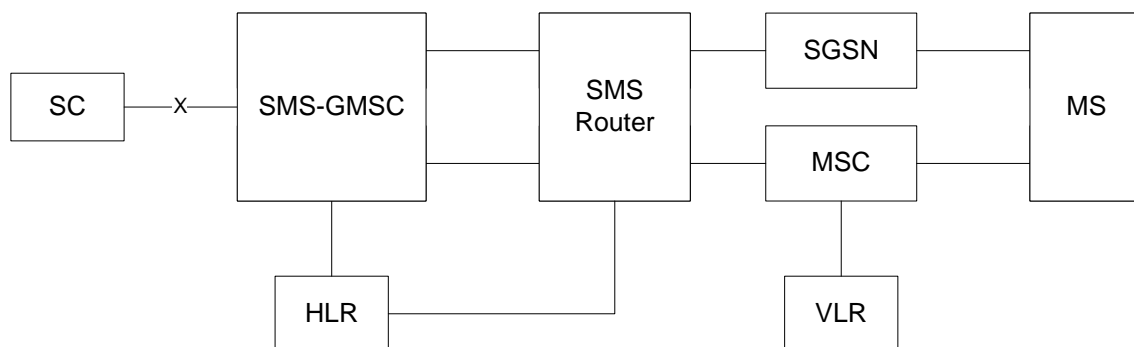 SC
X
SMS-GMSC
SMS
Router
SGSN
MSC
MS
HLR
VLR